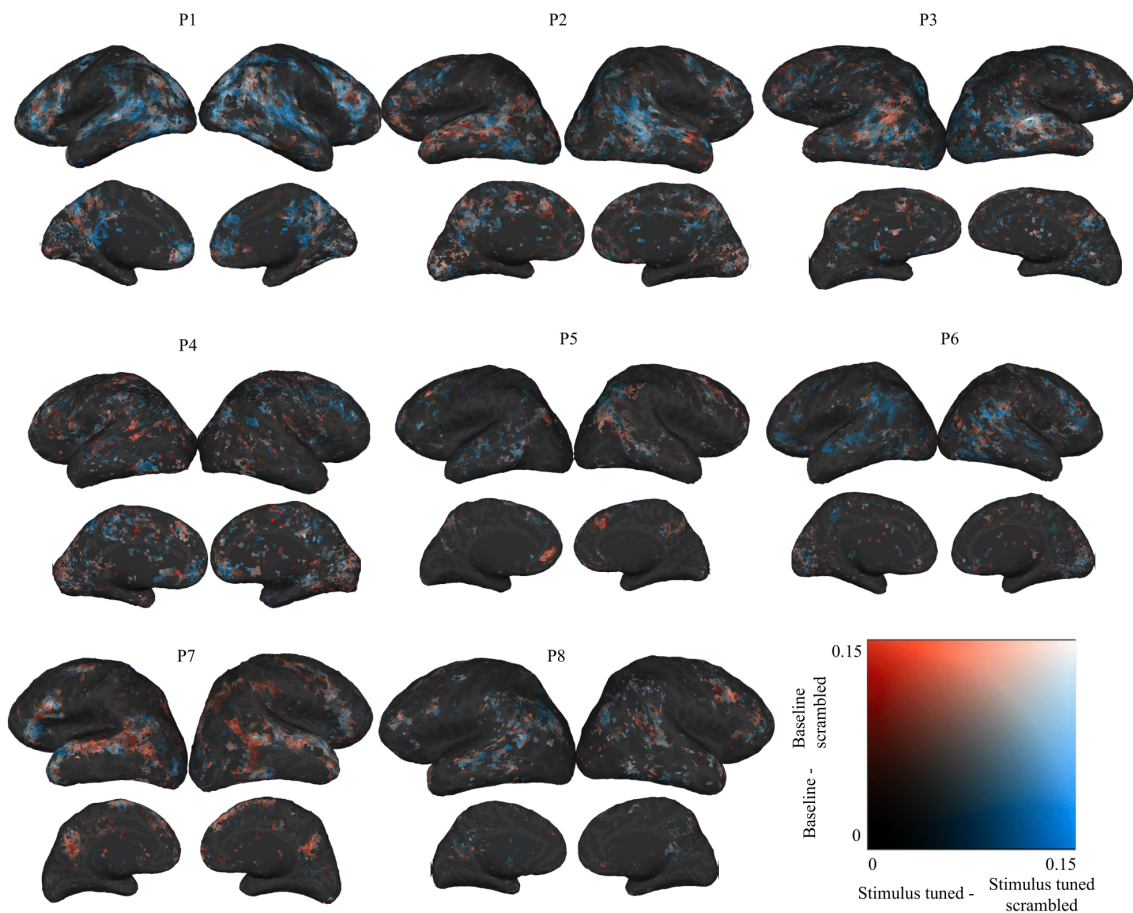 P1
P2
P3
P4
P5
P6
P7
P8
0.15
Baseline
scrambled
Baseline -
0
0
0.15
Stimulus tuned -
Stimulus tuned
scrambled